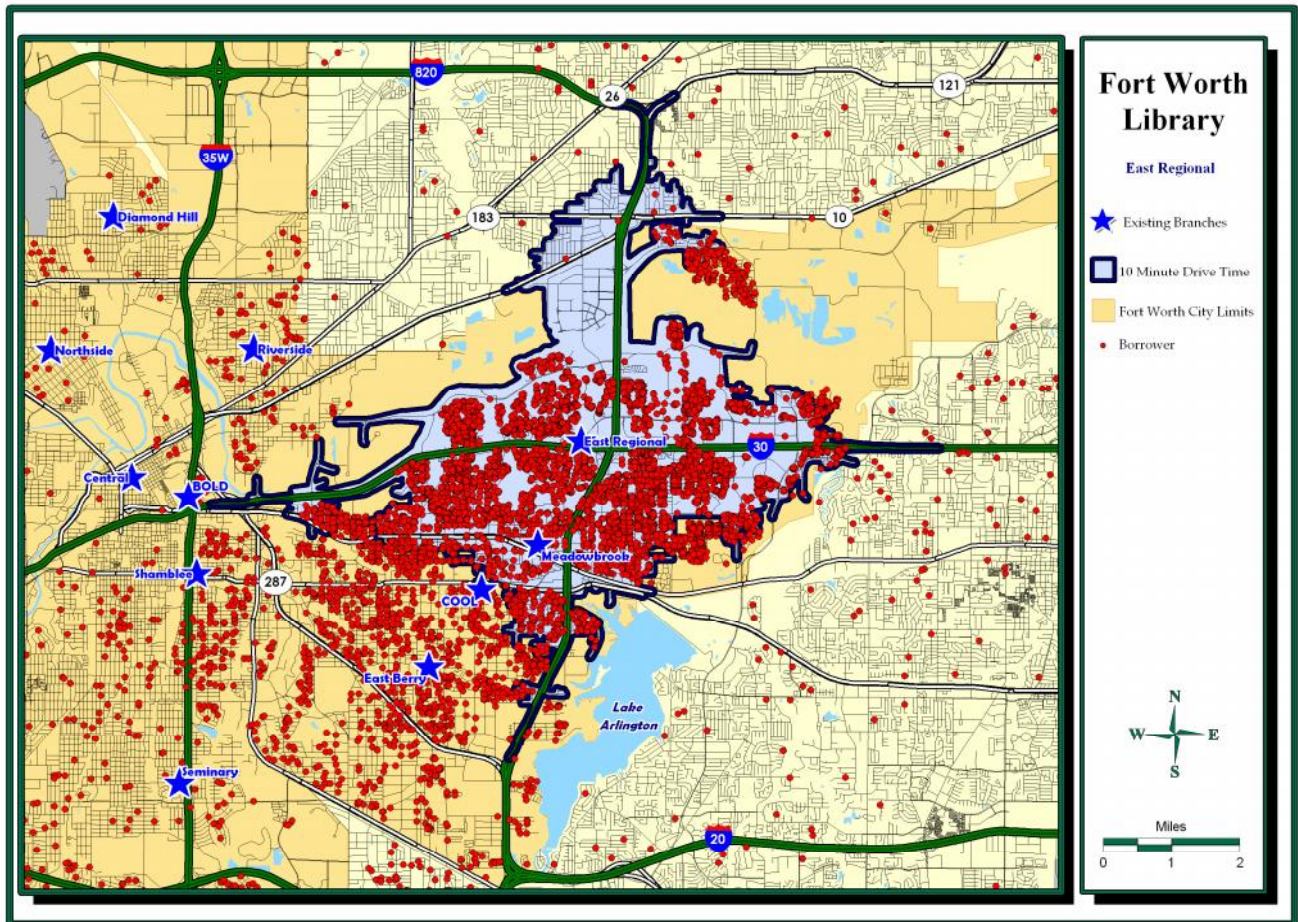 820
26
121
35W
Diamond Hill
183
10
Northside
Riverside
East Regional
30
Central
BOLD
Meadowbrook
Shamblee
287
COOL
East Berry
Lake
Arlington
Seminary
20
Fort Worth
Library
East Regional
Existing Branches
10 Minute Drive Time
Fort Worth City Limits
Borrower
N
W E
S
Miles
0 1 2